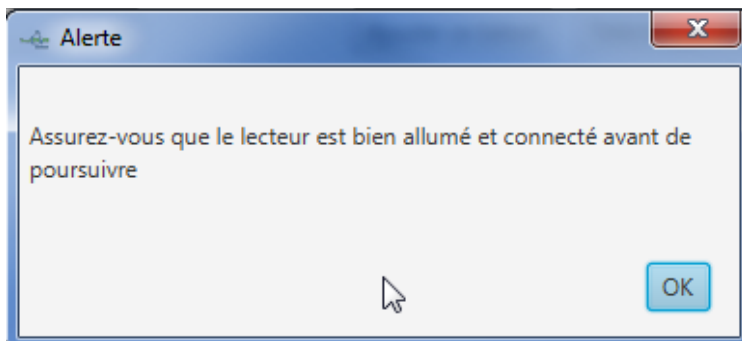 Alerte
Assurez-vous que le lecteur est bien allumé et connecté avant de
poursuivre
OK